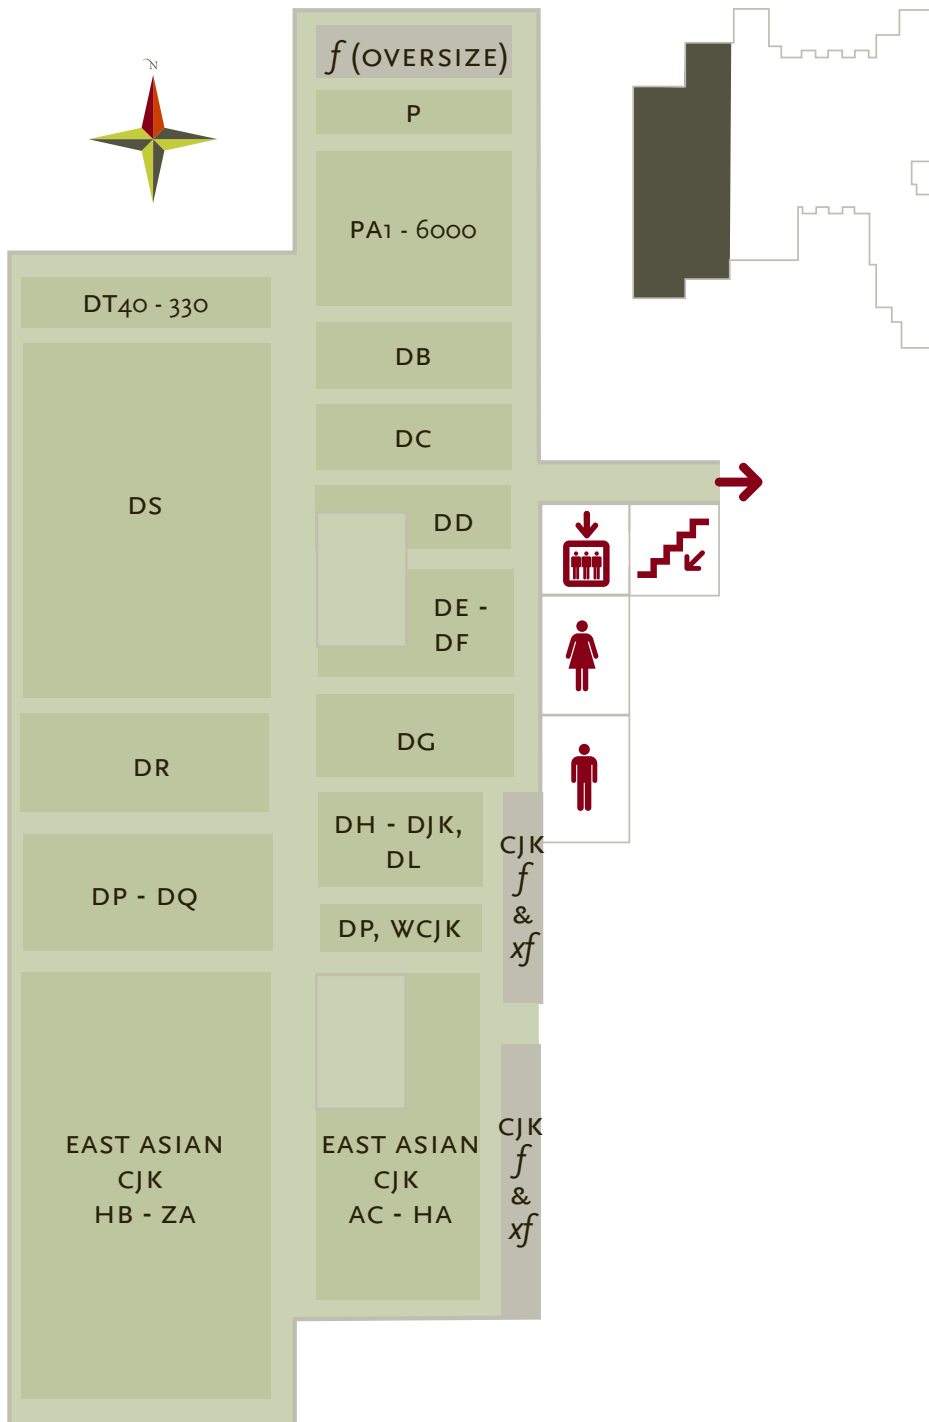 N
f (OVERSIZE)
P
PA1 - 6000
DT40 - 330
DB
DC
DS
DD
DE -
DF
DG
DR
DH - DJK,
DL
CJK
f
&
xf
DP - DQ
DP, WCJK
EAST ASIAN
CJK
HB - ZA
EAST ASIAN
CJK
AC - HA
CJK
f
&
xf